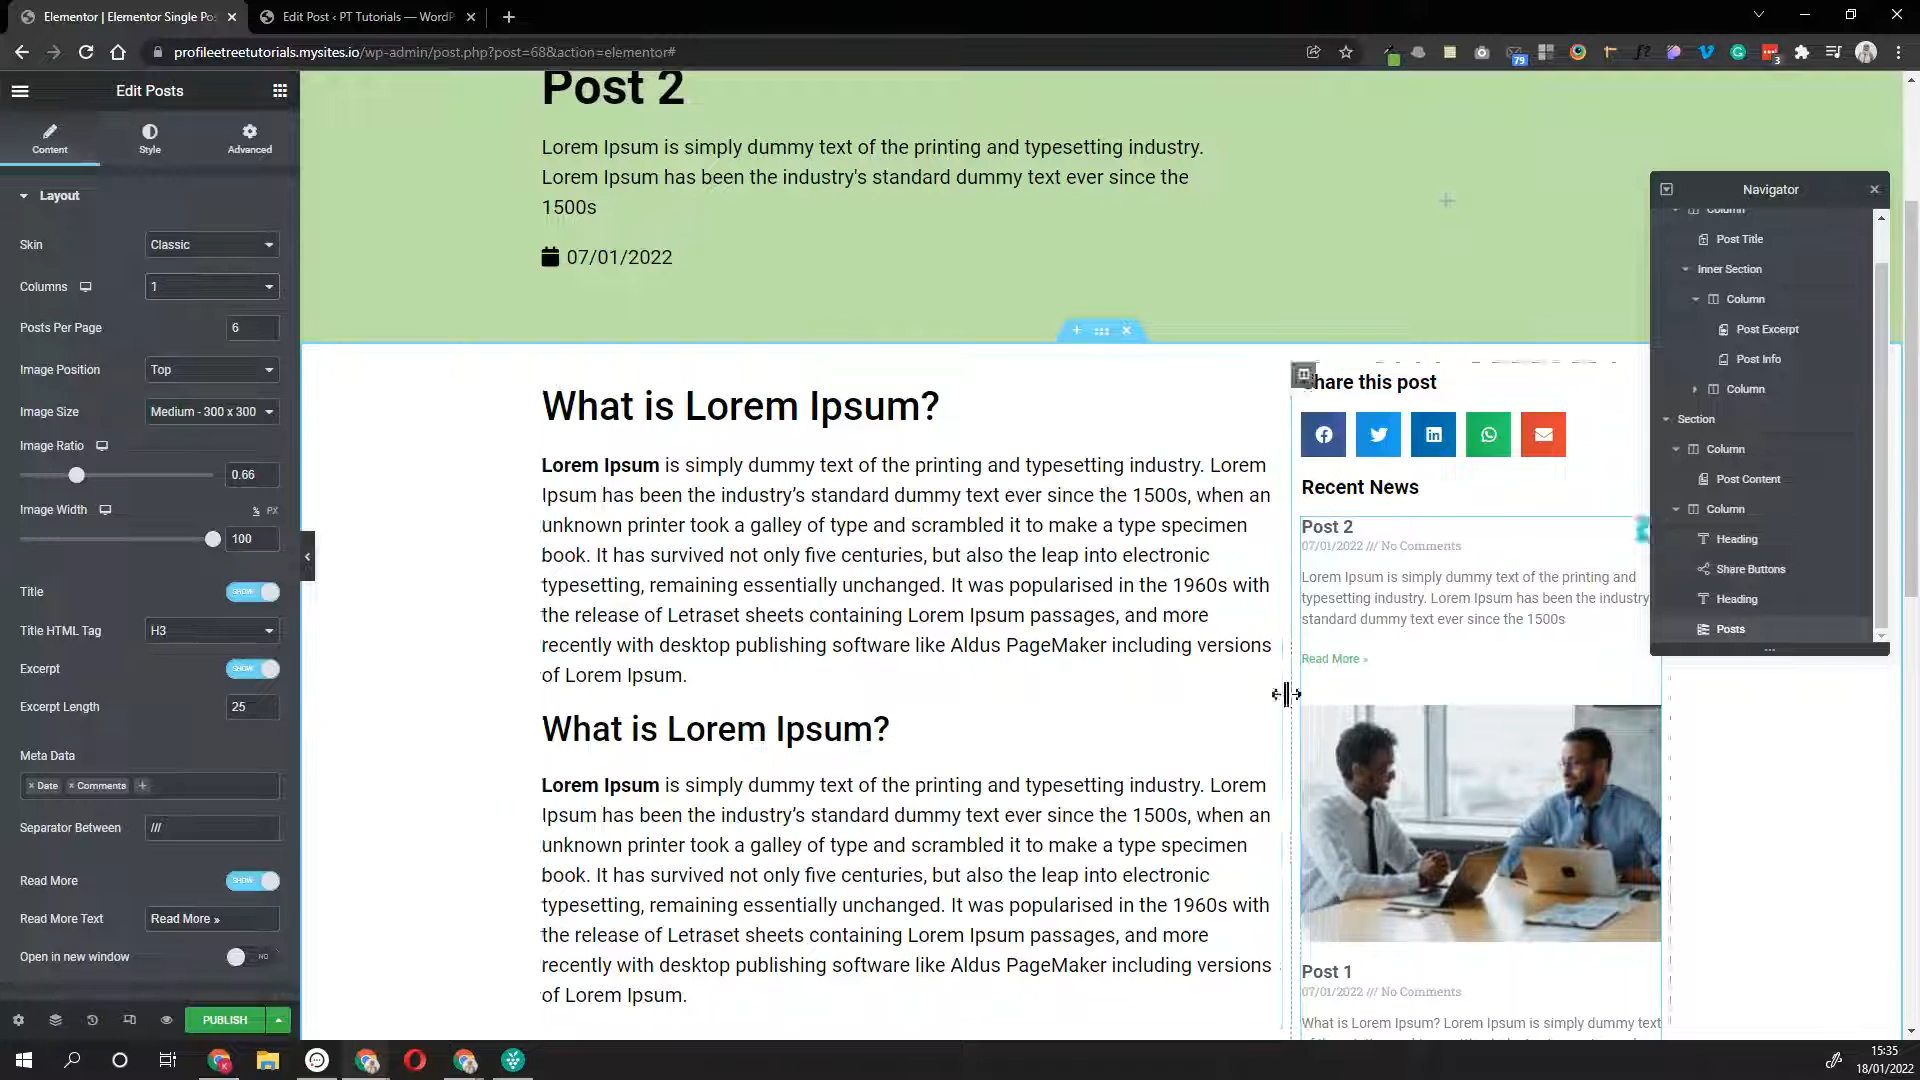 Elementor | Elementor Single Po
Edit Post ‹ PT Tutorials — WordP
profileetreetutorials.mysites.io/wp-admin/post.php?post=68&action=elementor#
79
3
Edit Posts
Content
Style
Advanced
Layout
Skin
Classic
Columns
1
Posts Per Page
6
Image Position
Top
Image Size
Medium - 300 x 300
Image Ratio
0.66
Image Width
% PX
100
Title
SHOW
Title HTML Tag
H3
Excerpt
SHOW
Excerpt Length
25
Meta Data
× Date × Comments +
Separator Between
///
Read More
SHOW
Read More Text
Read More »
Open in new window
NO
PUBLISH
Post 2
Lorem Ipsum is simply dummy text of the printing and typesetting industry.
Lorem Ipsum has been the industry's standard dummy text ever since the
1500s
07/01/2022
What is Lorem Ipsum?
Lorem Ipsum is simply dummy text of the printing and typesetting industry. Lorem
Ipsum has been the industry’s standard dummy text ever since the 1500s, when an
unknown printer took a galley of type and scrambled it to make a type specimen
book. It has survived not only five centuries, but also the leap into electronic
typesetting, remaining essentially unchanged. It was popularised in the 1960s with
the release of Letraset sheets containing Lorem Ipsum passages, and more
recently with desktop publishing software like Aldus PageMaker including versions
of Lorem Ipsum.
What is Lorem Ipsum?
Lorem Ipsum is simply dummy text of the printing and typesetting industry. Lorem
Ipsum has been the industry’s standard dummy text ever since the 1500s, when an
unknown printer took a galley of type and scrambled it to make a type specimen
book. It has survived not only five centuries, but also the leap into electronic
typesetting, remaining essentially unchanged. It was popularised in the 1960s with
the release of Letraset sheets containing Lorem Ipsum passages, and more
recently with desktop publishing software like Aldus PageMaker including versions
of Lorem Ipsum.
hare this post
Recent News
Post 2
07/01/2022 /// No Comments
Lorem Ipsum is simply dummy text of the printing and
typesetting industry. Lorem Ipsum has been the industry
standard dummy text ever since the 1500s
Read More »
Post 1
07/01/2022 /// No Comments
What is Lorem Ipsum? Lorem Ipsum is simply dummy text
Navigator
Column
Post Title
Inner Section
Column
Post Excerpt
Post Info
Column
Section
Column
Post Content
Column
Heading
Share Buttons
Heading
Posts
15:35
18/01/2022